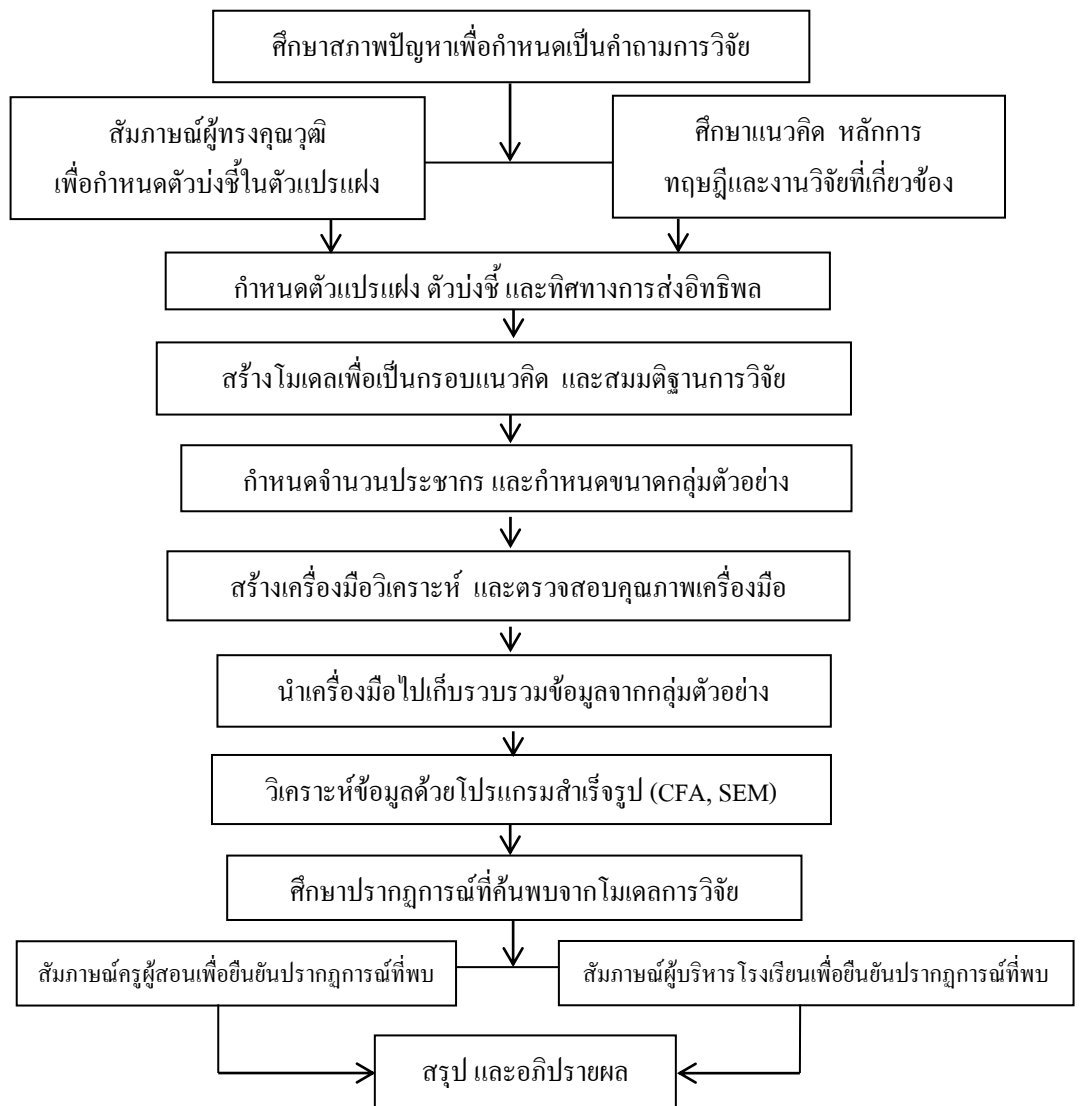 ศึกษาสภาพปัญหาเพื่อกำหนดเป็นคำถามการวิจัย
สัมภาษณ์ผู้ทรงคุณวุฒิ
เพื่อกำหนดตัวบ่งชี้ในตัวแปรแฝง
ศึกษาแนวคิด หลักการ
ทฤษฎีและงานวิจัยที่เกี่ยวข้อง
กำหนดตัวแปรแฝง ตัวบ่งชี้ และทิศทางการส่งอิทธิพล
สร้างโมเดลเพื่อเป็นกรอบแนวคิด และสมมติฐานการวิจัย
กำหนดจำนวนประชากร และกำหนดขนาดกลุ่มตัวอย่าง
สร้างเครื่องมือวิเคราะห์ และตรวจสอบคุณภาพเครื่องมือ
นำเครื่องมือไปเก็บรวบรวมข้อมูลจากกลุ่มตัวอย่าง
วิเคราะห์ข้อมูลด้วยโปรแกรมสำเร็จรูป (CFA, SEM)
ศึกษาปรากฏการณ์ที่ค้นพบจากโมเดลการวิจัย
สัมภาษณ์ครูผู้สอนเพื่อยืนยันปรากฏการณ์ที่พบ
สัมภาษณ์ผู้บริหารโรงเรียนเพื่อยืนยันปรากฏการณ์ที่พบ
สรุป และอภิปรายผล